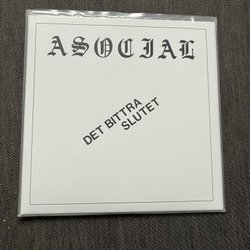 ASOCIAL
DET BITTRA
SLUTET